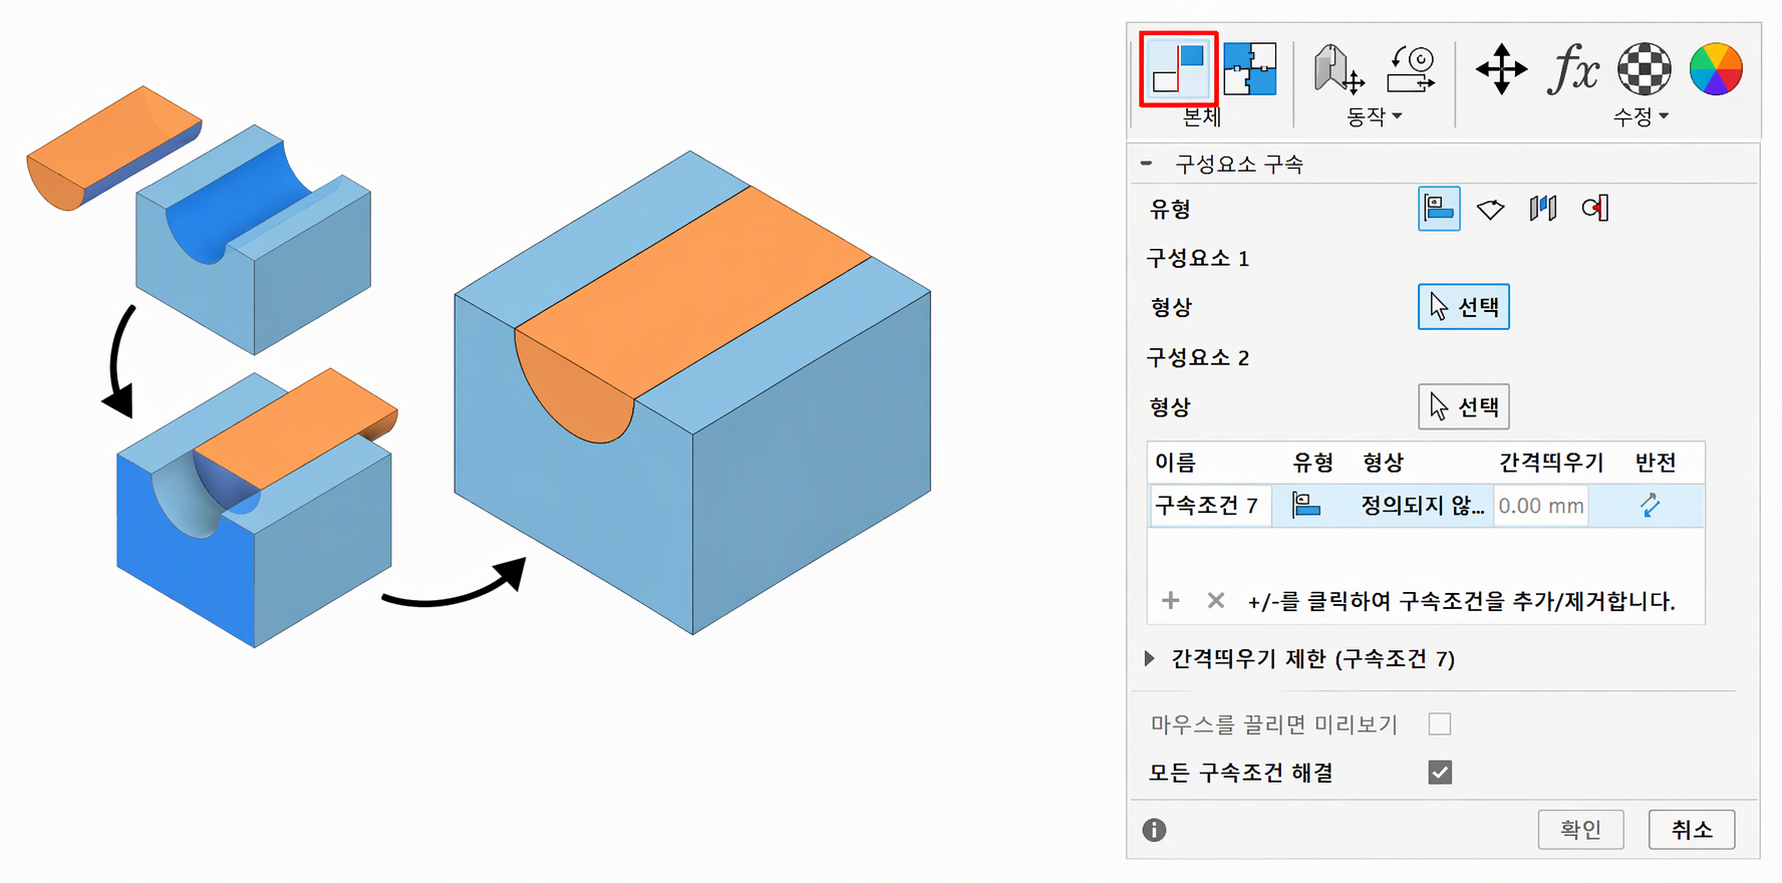 fx
본체
동작
수정
구성요소 구속
유형
구성요소 1
형상 선택
구성요소 2
형상 선택
이름 유형 형상 간격띄우기 반전
구속조건 7 정의되지 않... 0.00 mm
+/-를 클릭하여 구속조건을 추가/제거합니다.
간격띄우기 제한 (구속조건 7)
마우스를 끌리면 미리보기
모든 구속조건 해결
확인 취소